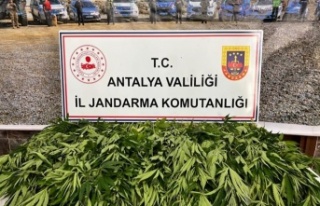 T.C.
ANTALYA VALİLİĞİ
İL JANDARMA KOMUTANLIĞI